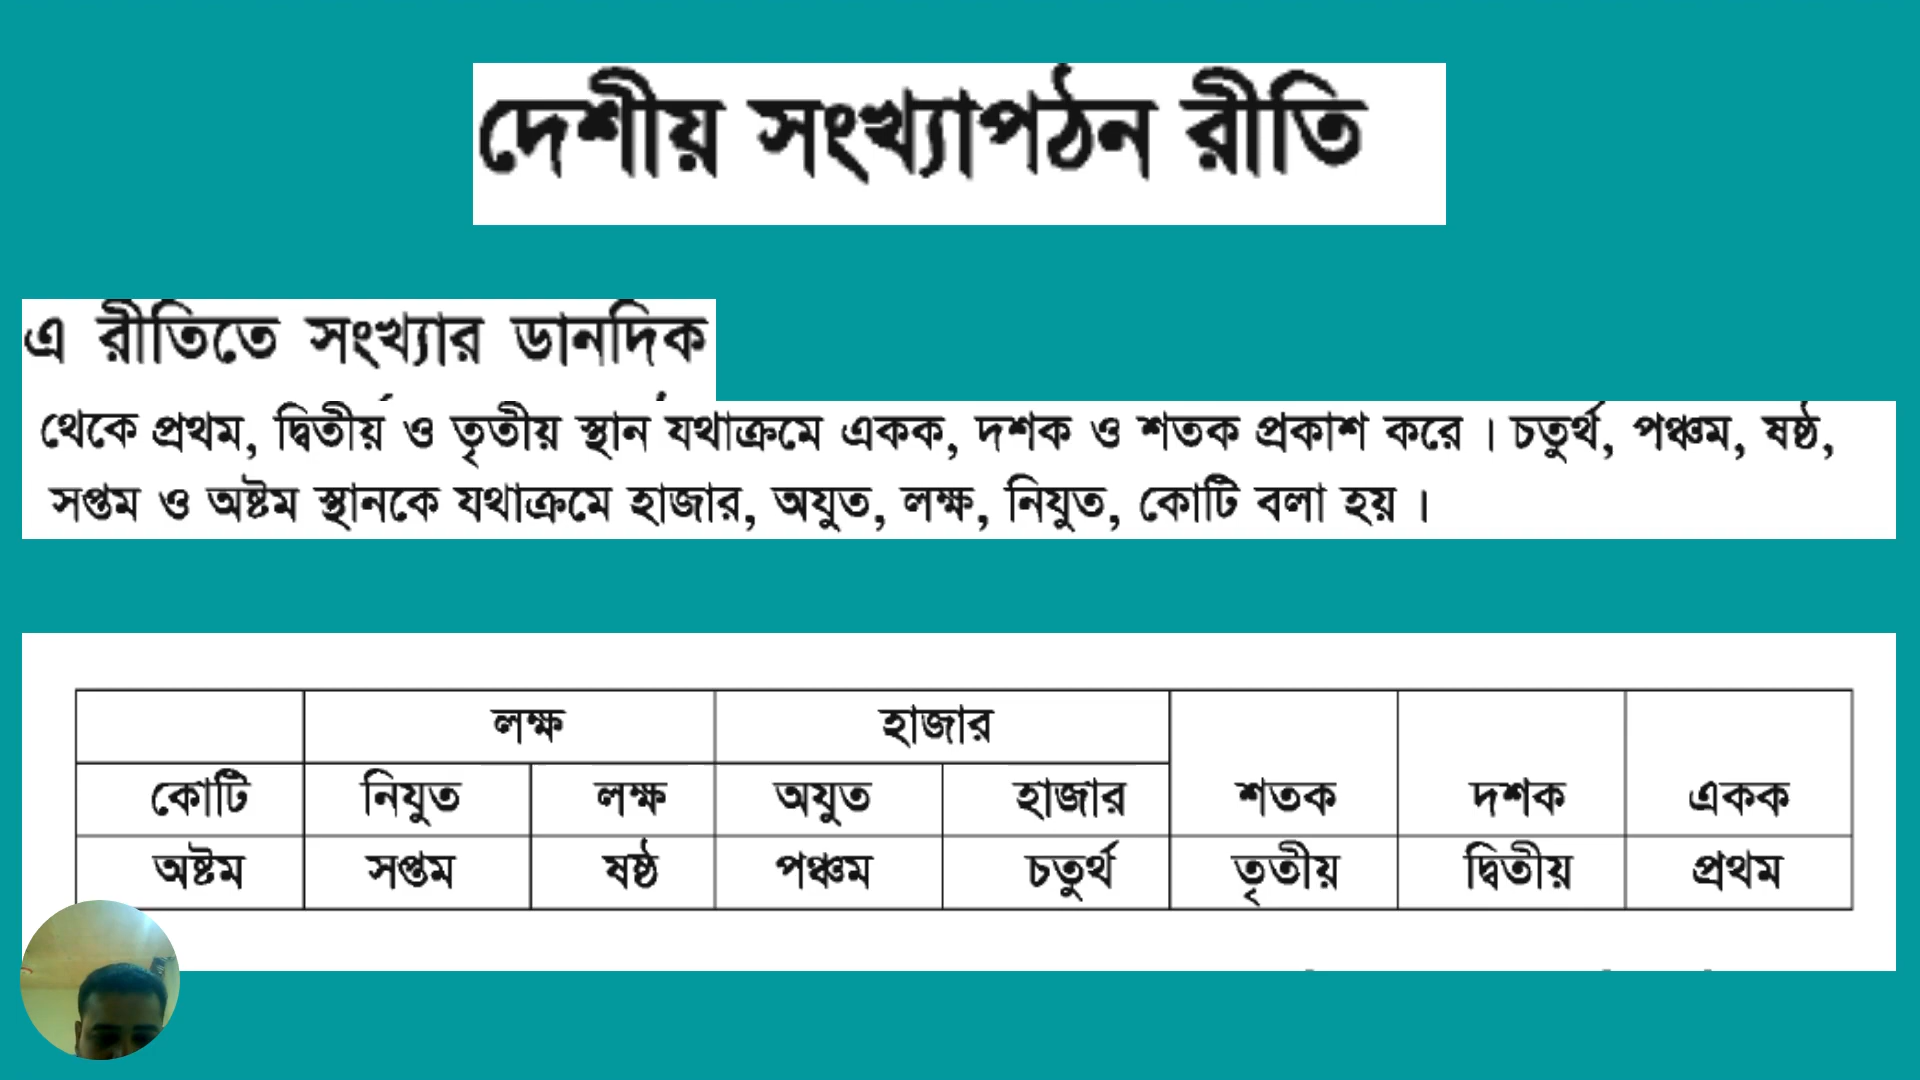 দেশীয় সংখ্যাপঠন রীতি
এ রীতিতে সংখ্যার ডানদিক
থেকে প্রথম, দ্বিতীয় ও তৃতীয় স্থান যথাক্রমে একক, দশক ও শতক প্রকাশ করে । চতুর্থ, পঞ্চম, ষষ্ঠ,
সপ্তম ও অষ্টম স্থানকে যথাক্রমে হাজার, অযুত, লক্ষ, নিযুত, কোটি বলা হয় ।
লক্ষ হাজার
কোটি নিযুত লক্ষ অযুত হাজার শতক দশক একক
অষ্টম সপ্তম ষষ্ঠ পঞ্চম চতুর্থ তৃতীয় দ্বিতীয় প্রথম